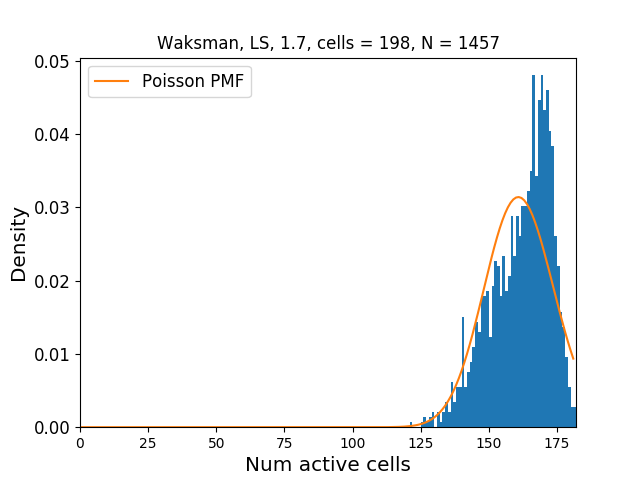 Waksman, LS, 1.7, cells = 198, N = 1457
Poisson PMF
0.05
0.04
0.03
0.02
0.01
0.00
Density
0 25 50 75 100 125 150 175
Num active cells